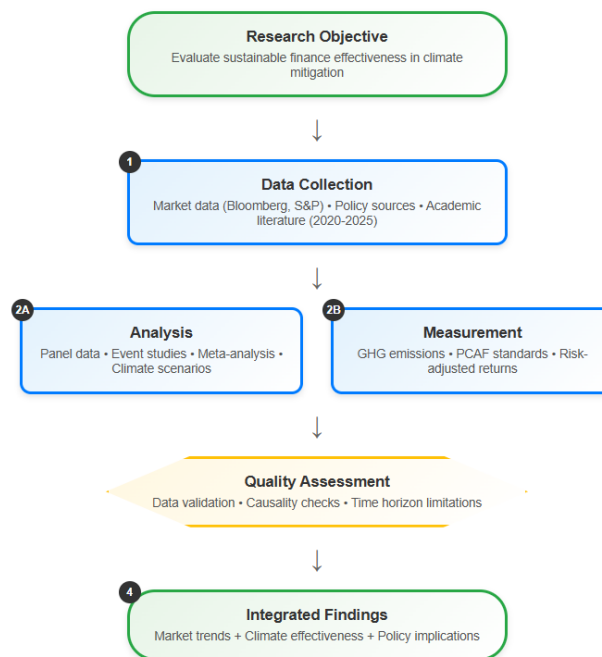 Research Objective
Evaluate sustainable finance effectiveness in climate
mitigation
1
Data Collection
Market data (Bloomberg, S&P) • Policy sources • Academic
literature (2020-2025)
2A
Analysis
Panel data • Event studies • Meta-analysis •
Climate scenarios
2B
Measurement
GHG emissions • PCAF standards • Risk-
adjusted returns
Quality Assessment
Data validation • Causality checks • Time horizon limitations
4
Integrated Findings
Market trends + Climate effectiveness + Policy implications